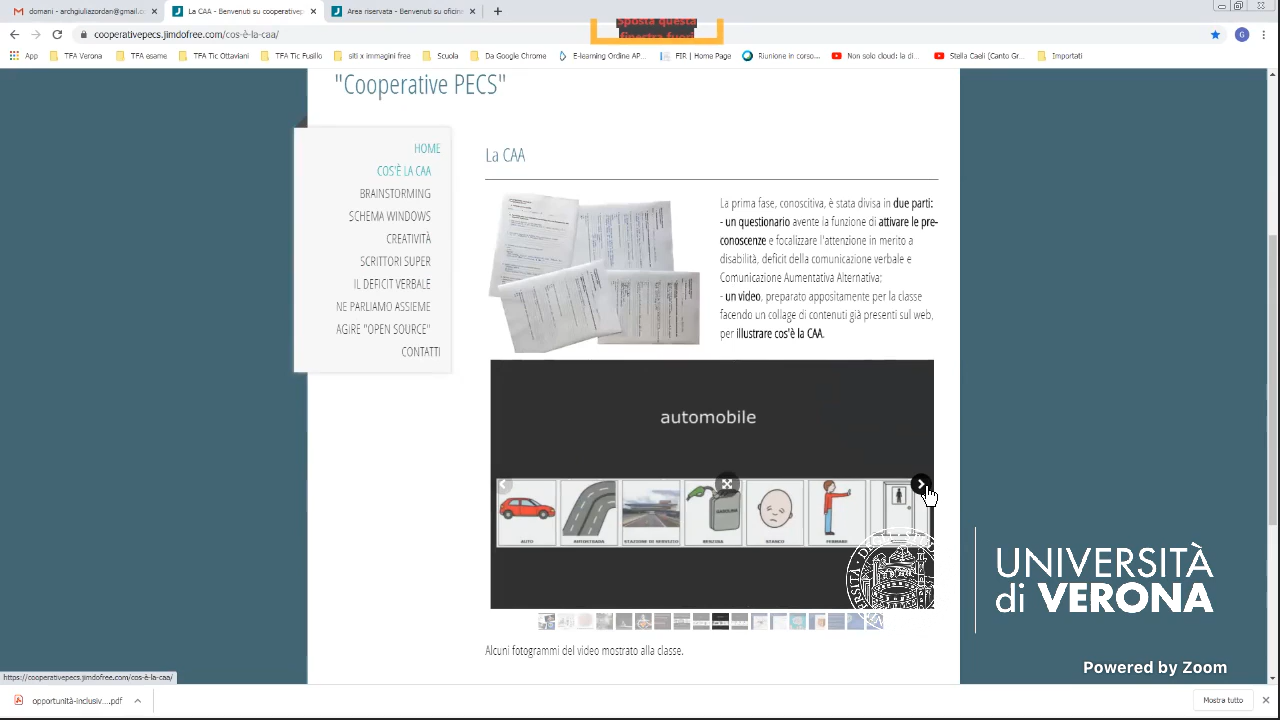 domani - archgiuliazordan@gmail.c
La CAA - Benvenuti su cooperativep
Area riservata - Benvenuti su oficin
Sposta questa
finestra fuori
cooperativepecs.jimdofree.com/cos-è-la-caa/
G
App
TFA Verona
TFA esame
TFA Tic Ottaviani
TFA Tic Fusillo
siti x immagini free
Scuola
Da Google Chrome
E-learning Ordine AP...
FIR | Home Page
Riunione in corso...
Non solo cloud: la di...
Stella Caeli (Canto Gr...
Importati
"Cooperative PECS"
HOME
COS'È LA CAA
BRAINSTORMING
SCHEMA WINDOWS
CREATIVITÀ
SCRITTORI SUPER
IL DEFICIT VERBALE
NE PARLIAMO ASSIEME
AGIRE "OPEN SOURCE"
CONTATTI
La CAA
La prima fase, conoscitiva, è stata divisa in due parti:
- un questionario avente la funzione di attivare le pre-
conoscenze e focalizzare l'attenzione in merito a
disabilità, deficit della comunicazione verbale e
Comunicazione Aumentativa Alternativa;
- un video, preparato appositamente per la classe
facendo un collage di contenuti già presenti sul web,
per illustrare cos'è la CAA.
automobile
GASOLINA
AUTO
AUTOSTRADA
STAZIONE DI SERVIZIO
BENZINA
STANCO
FERMARE
Alcuni fotogrammi del video mostrato alla classe.
UNIVERSITÀ
di VERONA
Powered by Zoom
https://cooperativepecs.jimdofree.com/cos-è-la-caa/
opportunità-inclusiv....pdf
Mostra tutto